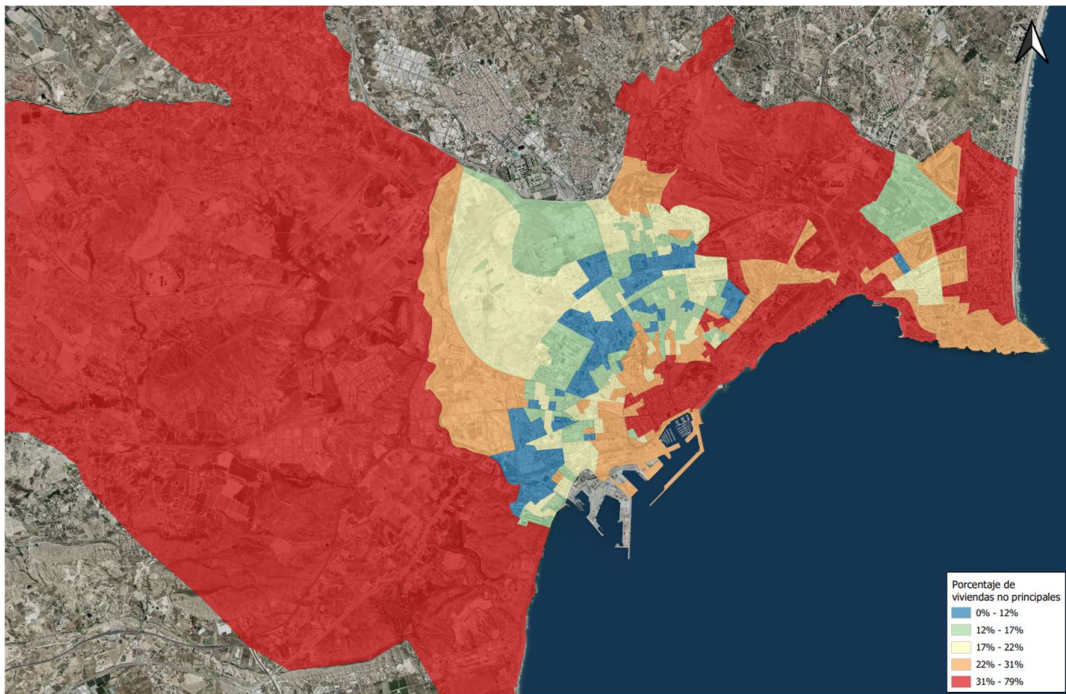 Porcentaje de
viviendas no principales
0% - 12%
12% - 17%
17% - 22%
22% - 31%
31% - 79%